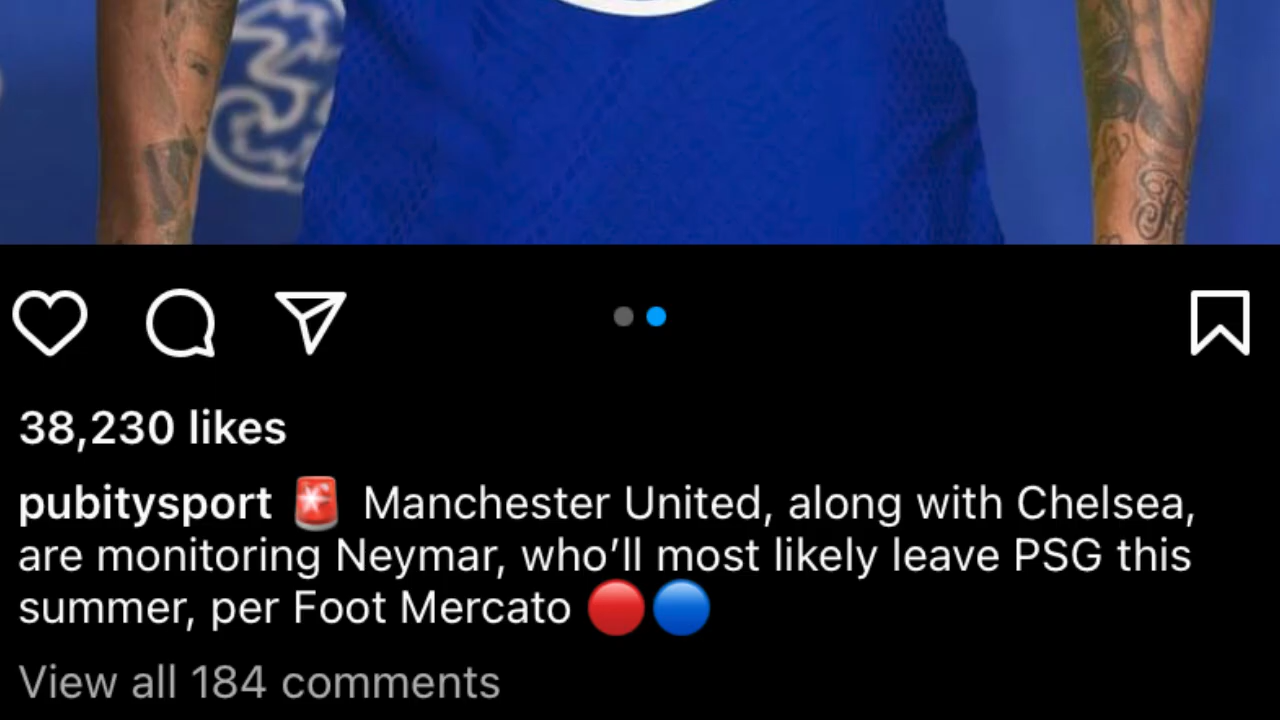 38,230 likes
pubitysport 🚨 Manchester United, along with Chelsea,
are monitoring Neymar, who’ll most likely leave PSG this
summer, per Foot Mercato 🔴🔵
View all 184 comments